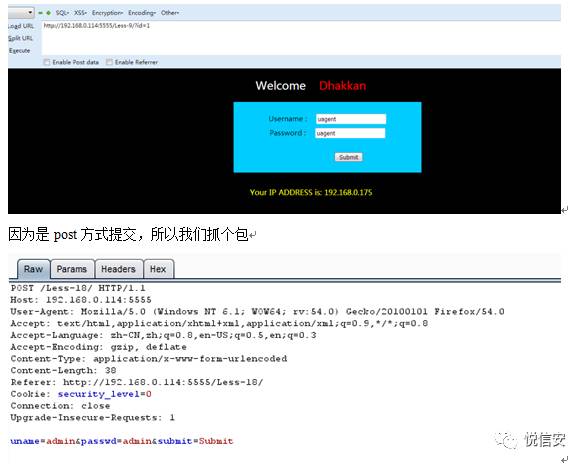 SQL- XSS- Encryption- Encoding- Other-
Load URL
http://192.168.0.114:5555/Less-9/?id=1
Split URL
Execute
Enable Post data Enable Referrer
Welcome Dhakkan
Username : uagent
Password : uagent
Submit
Your IP ADDRESS is: 192.168.0.175
因为是 post 方式提交，所以我们抓个包
Raw Params Headers Hex
POST /Less-18/ HTTP/1.1
Host: 192.168.0.114:5555
User-Agent: Mozilla/5.0 (Windows NT 6.1; WOW64; rv:54.0) Gecko/20100101 Firefox/54.0
Accept: text/html,application/xhtml+xml,application/xml;q=0.9,*/*;q=0.8
Accept-Language: zh-CN,zh;q=0.8,en-US;q=0.5,en;q=0.3
Accept-Encoding: gzip, deflate
Content-Type: application/x-www-form-urlencoded
Content-Length: 38
Referer: http://192.168.0.114:5555/Less-18/
Cookie: security_level=0
Connection: close
Upgrade-Insecure-Requests: 1
uname=admin&passwd=admin&submit=Submit
悦信安